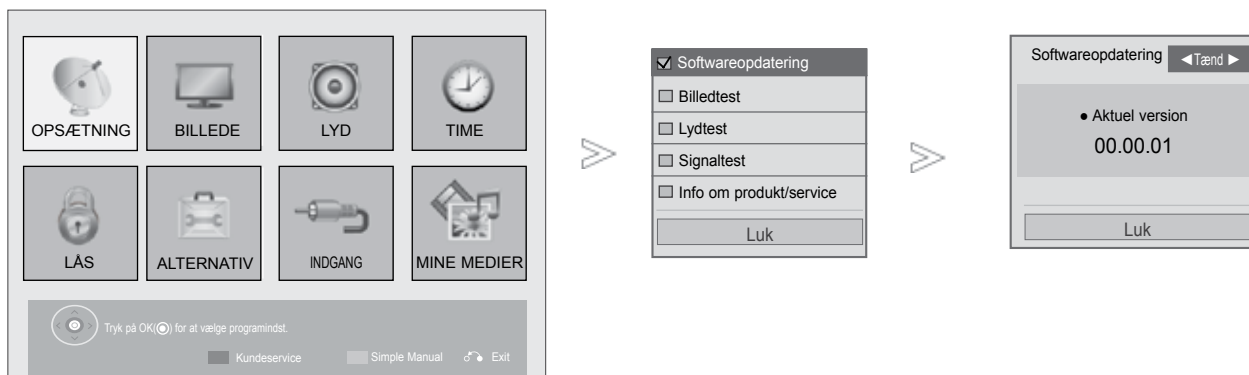 OPSÆTNING
BILLEDE
LYD
TIME
LÅS
ALTERNATIV
INDGANG
MINE MEDIER
Tryk på OK(◉) for at vælge programindst.
Kundeservice
Simple Manual
Exit
Softwareopdatering
Billedtest
Lydtest
Signaltest
Info om produkt/service
Luk
Softwareopdatering ◄Tænd ►
● Aktuel version
00.00.01
Luk